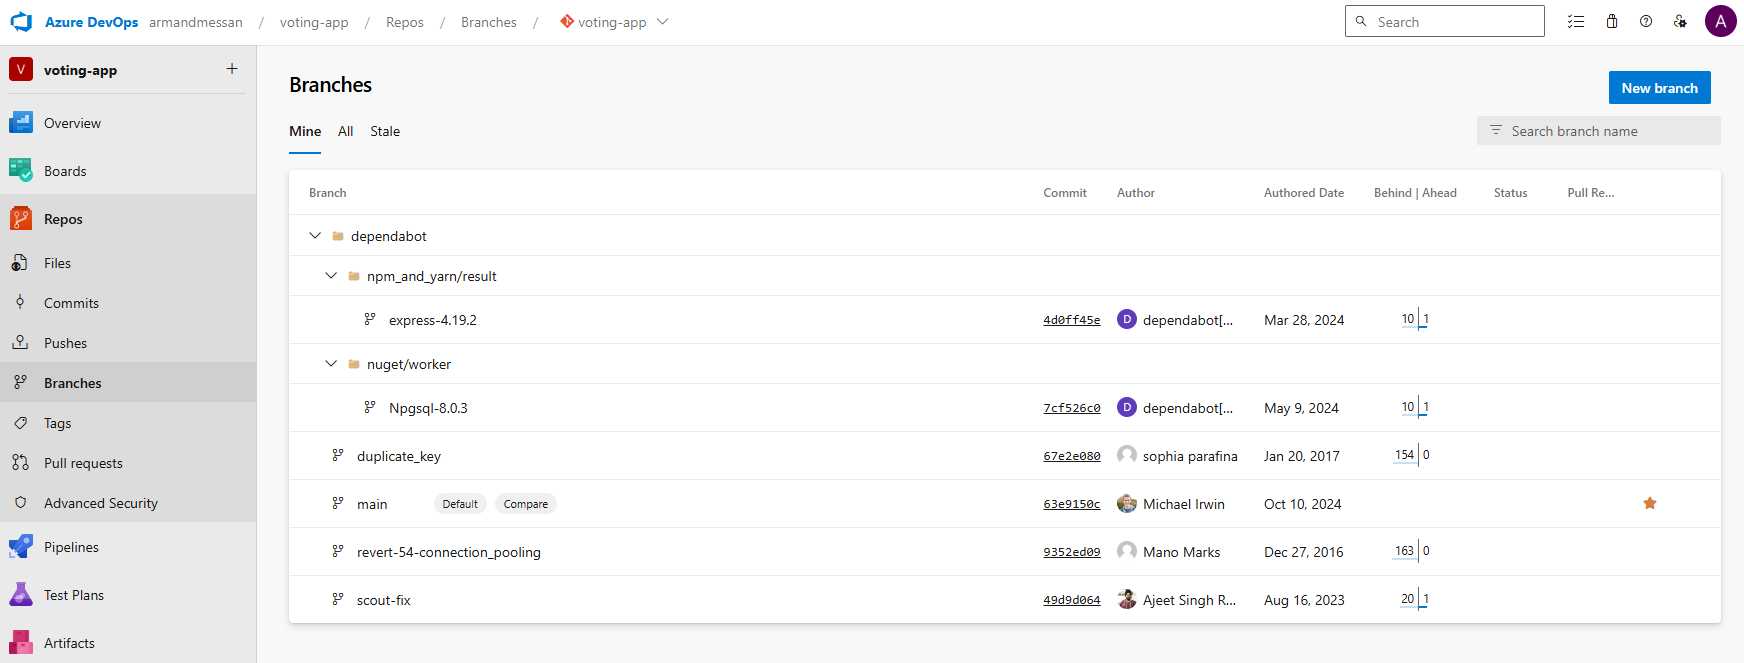 Azure DevOps armandmessan / voting-app / Repos / Branches / voting-app
Search
A
V voting-app +
Overview
Boards
Repos
Files
Commits
Pushes
Branches
Tags
Pull requests
Advanced Security
Pipelines
Test Plans
Artifacts
Branches
New branch
Mine All Stale
Search branch name
Branch Commit Author Authored Date Behind | Ahead Status Pull Re...
dependabot
npm_and_yarn/result
express-4.19.2 4d0ff45e D dependabot[... Mar 28, 2024 10 1
nuget/worker
Npgsql-8.0.3 7cf526c0 D dependabot[... May 9, 2024 10 1
duplicate_key 67e2e080 sophia parafina Jan 20, 2017 154 0
main Default Compare 63e9150c Michael Irwin Oct 10, 2024
revert-54-connection_pooling 9352ed09 Mano Marks Dec 27, 2016 163 0
scout-fix 49d9d064 Ajeet Singh R... Aug 16, 2023 20 1